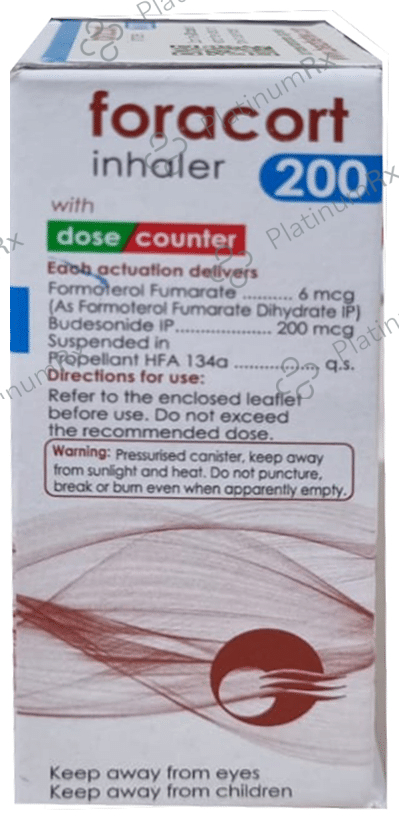 foracort
inhaler 200
with
dose counter
Each actuation delivers
Formoterol Fumarate .......... 6 mcg
(As Formoterol Fumarate Dihydrate IP)
Budesonide IP................... 200 mcg
Suspended in
Propellant HFA 134a ................ q.s.
Directions for use:
Refer to the enclosed leaflet
before use. Do not exceed
the recommended dose.
Warning: Pressurised canister, keep away
from sunlight and heat. Do not puncture,
break or burn even when apparently empty.
Keep away from eyes
Keep away from children
PlatinumRx
PlatinumRx